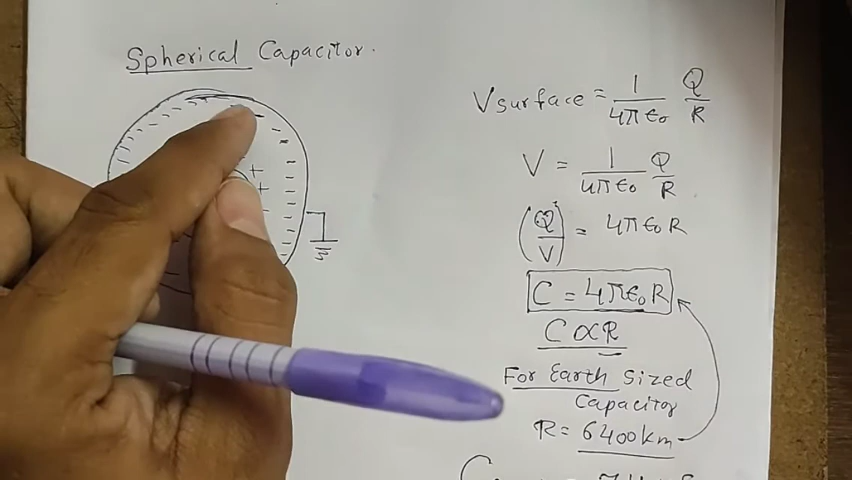 Spherical Capacitor.
Vsurface = 1/4πϵ₀ Q/R
V = 1/4πϵ₀ Q/R
(Q/V) = 4πϵ₀R
C = 4πϵ₀R
C ∝ R
For Earth Sized
Capacitor
R = 6400km